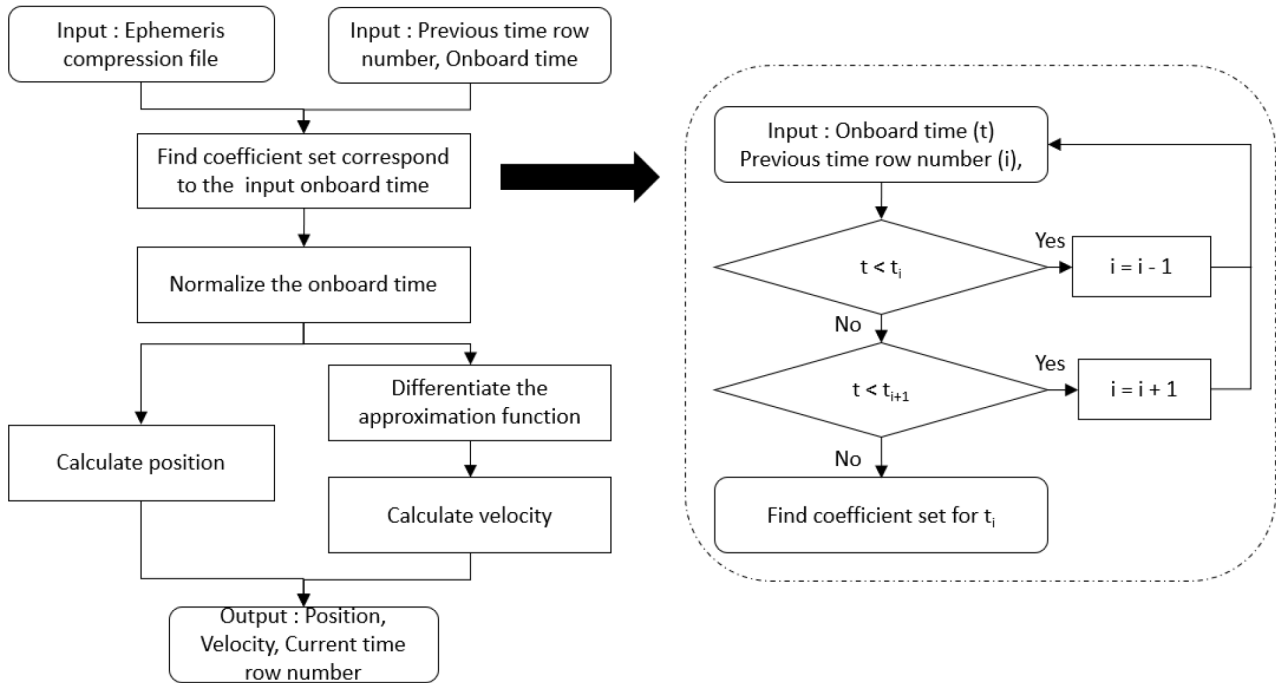 Input : Ephemeris
compression file
Input : Previous time row
number, Onboard time
Find coefficient set correspond
to the input onboard time
Normalize the onboard time
Differentiate the
approximation function
Calculate position
Calculate velocity
Output : Position,
Velocity, Current time
row number
Input : Onboard time (t)
Previous time row number (i),
t < tᵢ
Yes
i = i - 1
No
t < tᵢ₊₁
Yes
i = i + 1
No
Find coefficient set for tᵢ